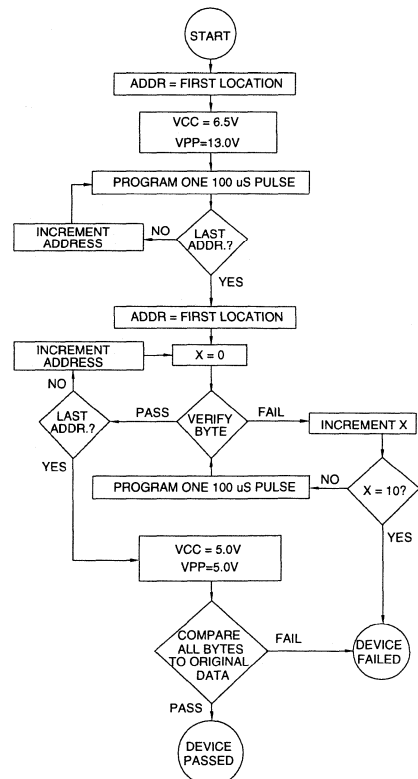 START
ADDR = FIRST LOCATION
VCC = 6.5V
VPP=13.0V
PROGRAM ONE 100 uS PULSE
INCREMENT
ADDRESS
NO
LAST
ADDR.?
YES
ADDR = FIRST LOCATION
INCREMENT
ADDRESS
X = 0
NO
LAST
ADDR.?
PASS
VERIFY
BYTE
FAIL
INCREMENT X
YES
PROGRAM ONE 100 uS PULSE
NO
X = 10?
YES
VCC = 5.0V
VPP=5.0V
COMPARE
ALL BYTES
TO ORIGINAL
DATA
FAIL
DEVICE
FAILED
PASS
DEVICE
PASSED